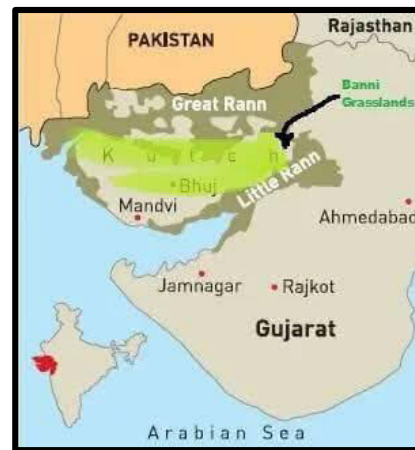 Rajasthan
PAKISTAN
Banni
Grasslands
Great Rann
K u t c h
Bhuj
Little Rann
Mandvi
Ahmedabad
Jamnagar
Rajkot
Gujarat
Arabian Sea